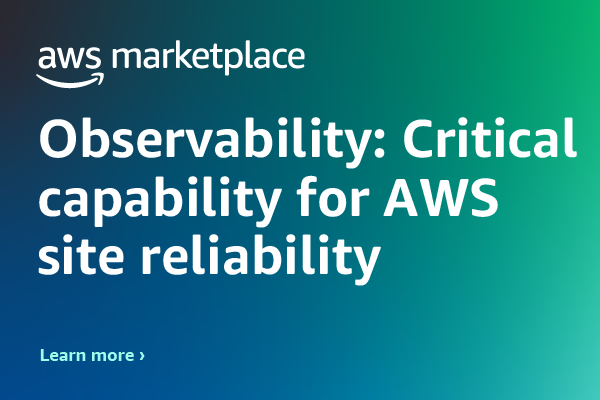 aws marketplace
Observability: Critical
capability for AWS
site reliability
Learn more ›